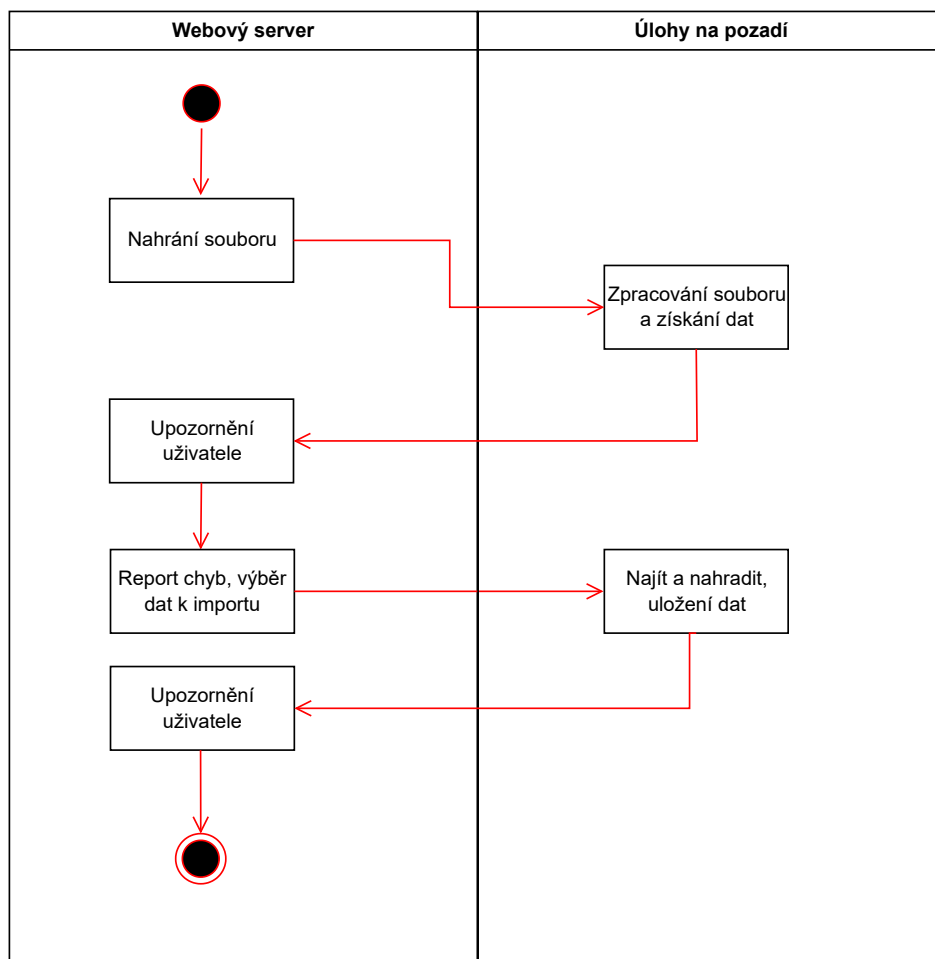 Webový server
Úlohy na pozadí
Nahrání souboru
Zpracování souboru
a získání dat
Upozornění
uživatele
Report chyb, výběr
dat k importu
Najít a nahradit,
uložení dat
Upozornění
uživatele